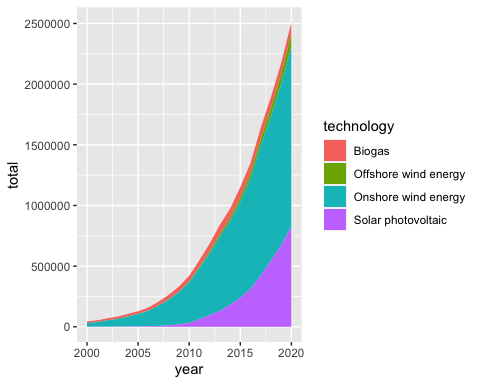 2500000
2000000
1500000
1000000
500000
0
total
2000
2005
2010
2015
2020
year
technology
Biogas
Offshore wind energy
Onshore wind energy
Solar photovoltaic